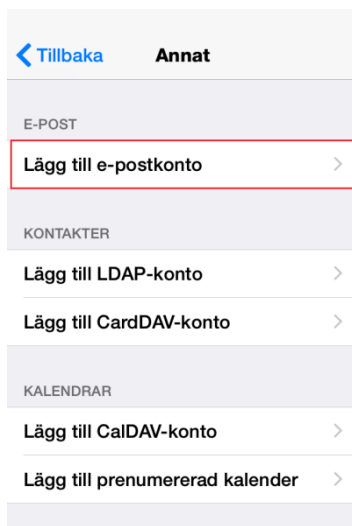 Tillbaka Annat
E-POST
Lägg till e-postkonto
KONTAKTER
Lägg till LDAP-konto
Lägg till CardDAV-konto
KALENDRAR
Lägg till CalDAV-konto
Lägg till prenumererad kalender